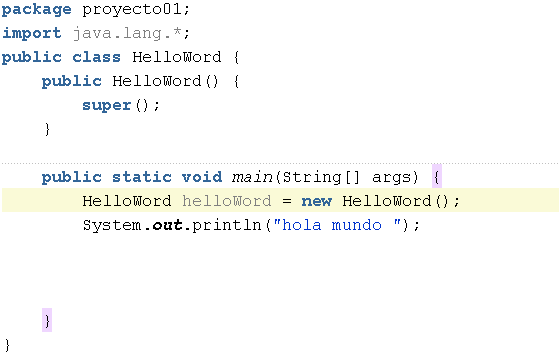 package proyecto01;
import java.lang.*;
public class HelloWord {
public HelloWord() {
super();
}
public static void main(String[] args) {
HelloWord helloWord = new HelloWord();
System.out.println("hola mundo ");
}
}